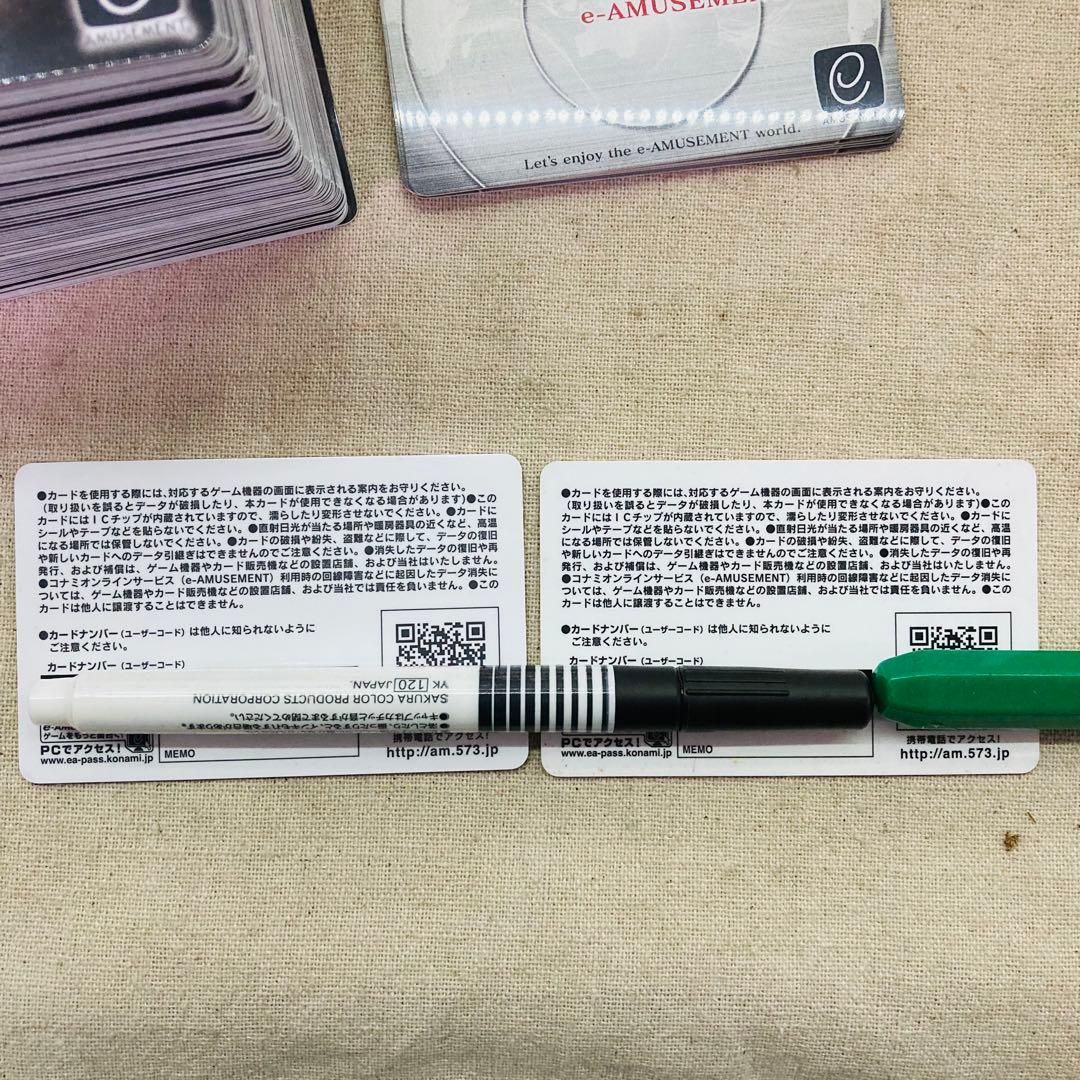 AMUSEMENT
e-AMUSEMENT
Let's enjoy the e-AMUSEMENT world.
●カードを使用する際には、対応するゲーム機器の画面に表示される案内をお守りください。
（取り扱いを誤るとデータが破損したり、本カードが使用できなくなる場合があります）●この
カードにはＩＣチップが内蔵されていますので、濡らしたり変形させないでください。●カードに
シールやテープなどを貼らないでください。●直射日光が当たる場所や暖房器具の近くなど、高温
になる場所では保管しないでください。●カードの破損や紛失、盗難などに際して、データの復旧
や新しいカードへのデータ引継ぎはできませんのでご注意ください。●消失したデータの復旧や再
発行、および補償は、ゲーム機器やカード販売機などの設置店舗、および当社はいたしません。
●コナミオンラインサービス（e-AMUSEMENT）利用時の回線障害などに起因したデータ消失に
ついては、ゲーム機器やカード販売機などの設置店舗、および当社では責任を負いません。●この
カードは他人に譲渡することはできません。
●カードナンバー（ユーザーコード）は他人に知られないように
ご注意ください。
カードナンバー（ユーザーコード）
ゲームをもっと面白く！
PCでアクセス！
www.ea-pass.konami.jp
MEMO
携帯電話でアクセス！
http://am.573.jp
●カードを使用する際には、対応するゲーム機器の画面に表示される案内をお守りください。
（取り扱いを誤るとデータが破損したり、本カードが使用できなくなる場合があります）●この
カードにはＩＣチップが内蔵されていますので、濡らしたり変形させないでください。●カードに
シールやテープなどを貼らないでください。●直射日光が当たる場所や暖房器具の近くなど、高温
になる場所では保管しないでください。●カードの破損や紛失、盗難などに際して、データの復旧
や新しいカードへのデータ引継ぎはできませんのでご注意ください。●消失したデータの復旧や再
発行、および補償は、ゲーム機器やカード販売機などの設置店舗、および当社はいたしません。
●コナミオンラインサービス（e-AMUSEMENT）利用時の回線障害などに起因したデータ消失に
ついては、ゲーム機器やカード販売機などの設置店舗、および当社では責任を負いません。●この
カードは他人に譲渡することはできません。
●カードナンバー（ユーザーコード）は他人に知られないように
ご注意ください。
カードナンバー（ユーザーコード）
PCでアクセス！
www.ea-pass.konami.jp
MEMO
携帯電話でアクセス！
http://am.573.jp
●キャップはカチッと音がするまで閉めてください。
SAKURA COLOR PRODUCTS CORPORATION
YK 120 JAPAN.